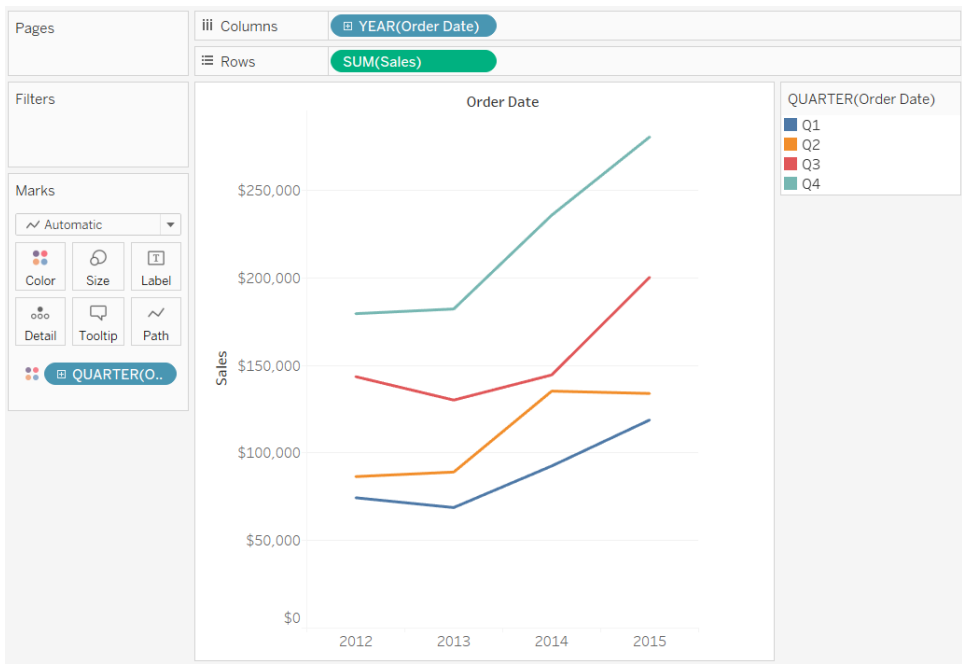 Pages
Columns
YEAR(Order Date)
Rows
SUM(Sales)
Filters
Marks
Automatic
Color
Size
Label
Detail
Tooltip
Path
QUARTER(O..
Order Date
Sales
$250,000
$200,000
$150,000
$100,000
$50,000
$0
2012 2013 2014 2015
QUARTER(Order Date)
Q1
Q2
Q3
Q4